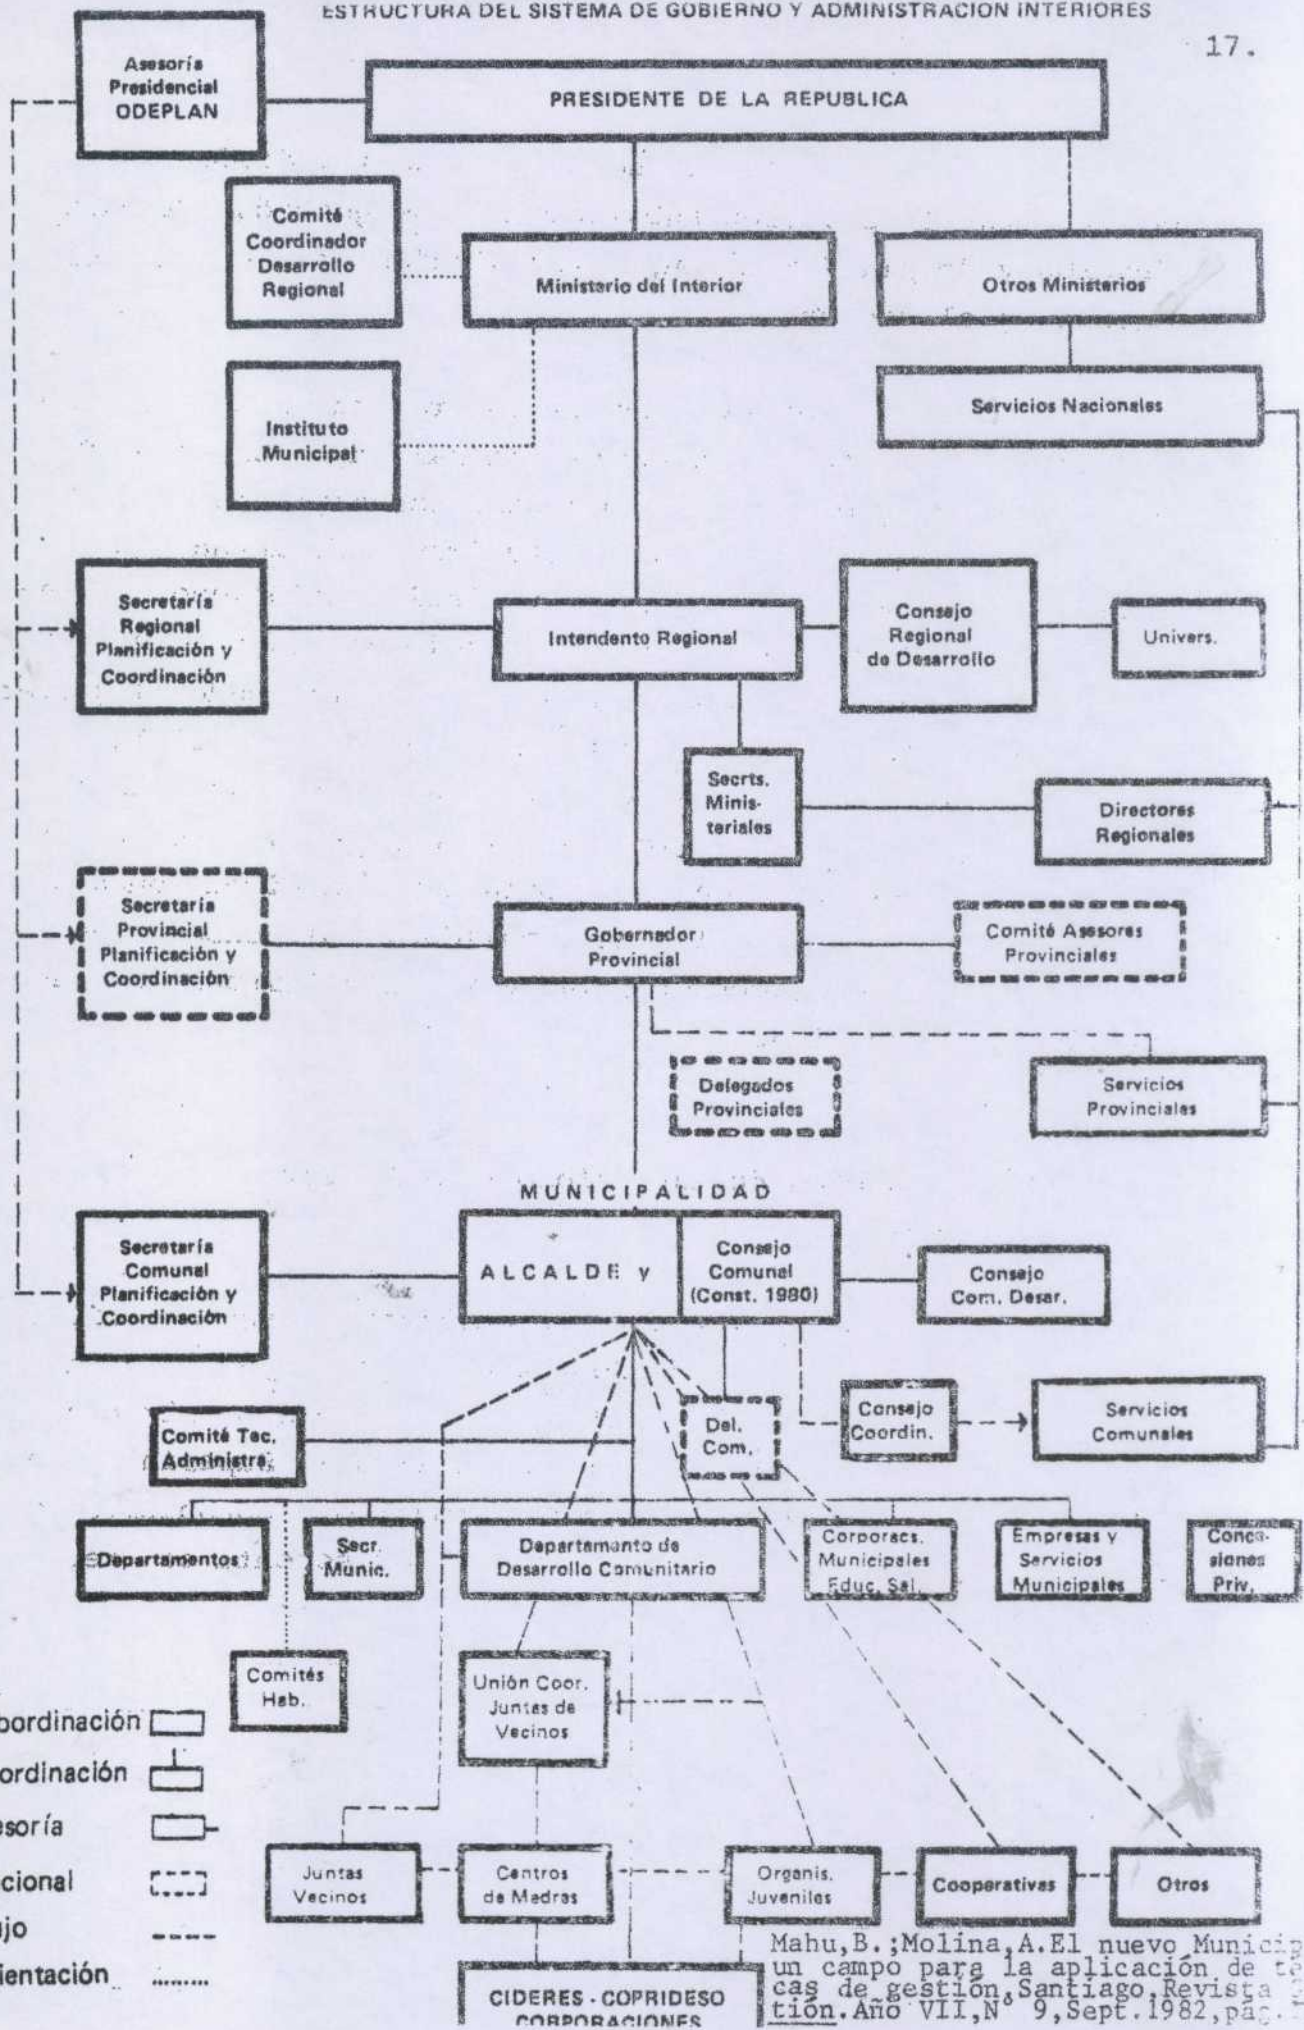 ESTRUCTURA DEL SISTEMA DE GOBIERNO Y ADMINISTRACION INTERIORES
17.
Asesoría
Presidencial
ODEPLAN
PRESIDENTE DE LA REPUBLICA
Comité
Coordinador
Desarrollo
Regional
Ministerio del Interior
Otros Ministerios
Instituto
Municipal
Servicios Nacionales
Secretaría
Regional
Planificación y
Coordinación
Intendento Regional
Consejo
Regional
de Desarrollo
Univers.
Secrts.
Minis-
teriales
Directores
Regionales
Secretaría
Provincial
Planificación y
Coordinación
Gobernador
Provincial
Comité Asesores
Provinciales
Delegados
Provinciales
Servicios
Provinciales
MUNICIPALIDAD
Secretaría
Comunal
Planificación y
Coordinación
ALCALDE y
Consejo
Comunal
(Const. 1980)
Consejo
Com. Desar.
Comité Tec.
Administra.
Del.
Com.
Consejo
Coordin.
Servicios
Comunales
Departamentos
Secr.
Munic.
Departamento de
Desarrollo Comunitario
Corporacs.
Municipales
Educ. Sal.
Empresas y
Servicios
Municipales
Conce-
siones
Priv.
Comités
Hab.
Unión Coor.
Juntas de
Vecinos
oordinación
ordinación
esoría
cional
ujo
ientación
Juntas
Vecinos
Centros
de Madres
Organis.
Juveniles
Cooperativas
Otros
CIDERES - COPRIDESO
CORPORACIONES
Mahu,B.;Molina,A.El nuevo Municip
un campo para la aplicación de
cas de gestión,Santiago,Revista
tión.Año VII,N° 9,Sept.1982,pág.